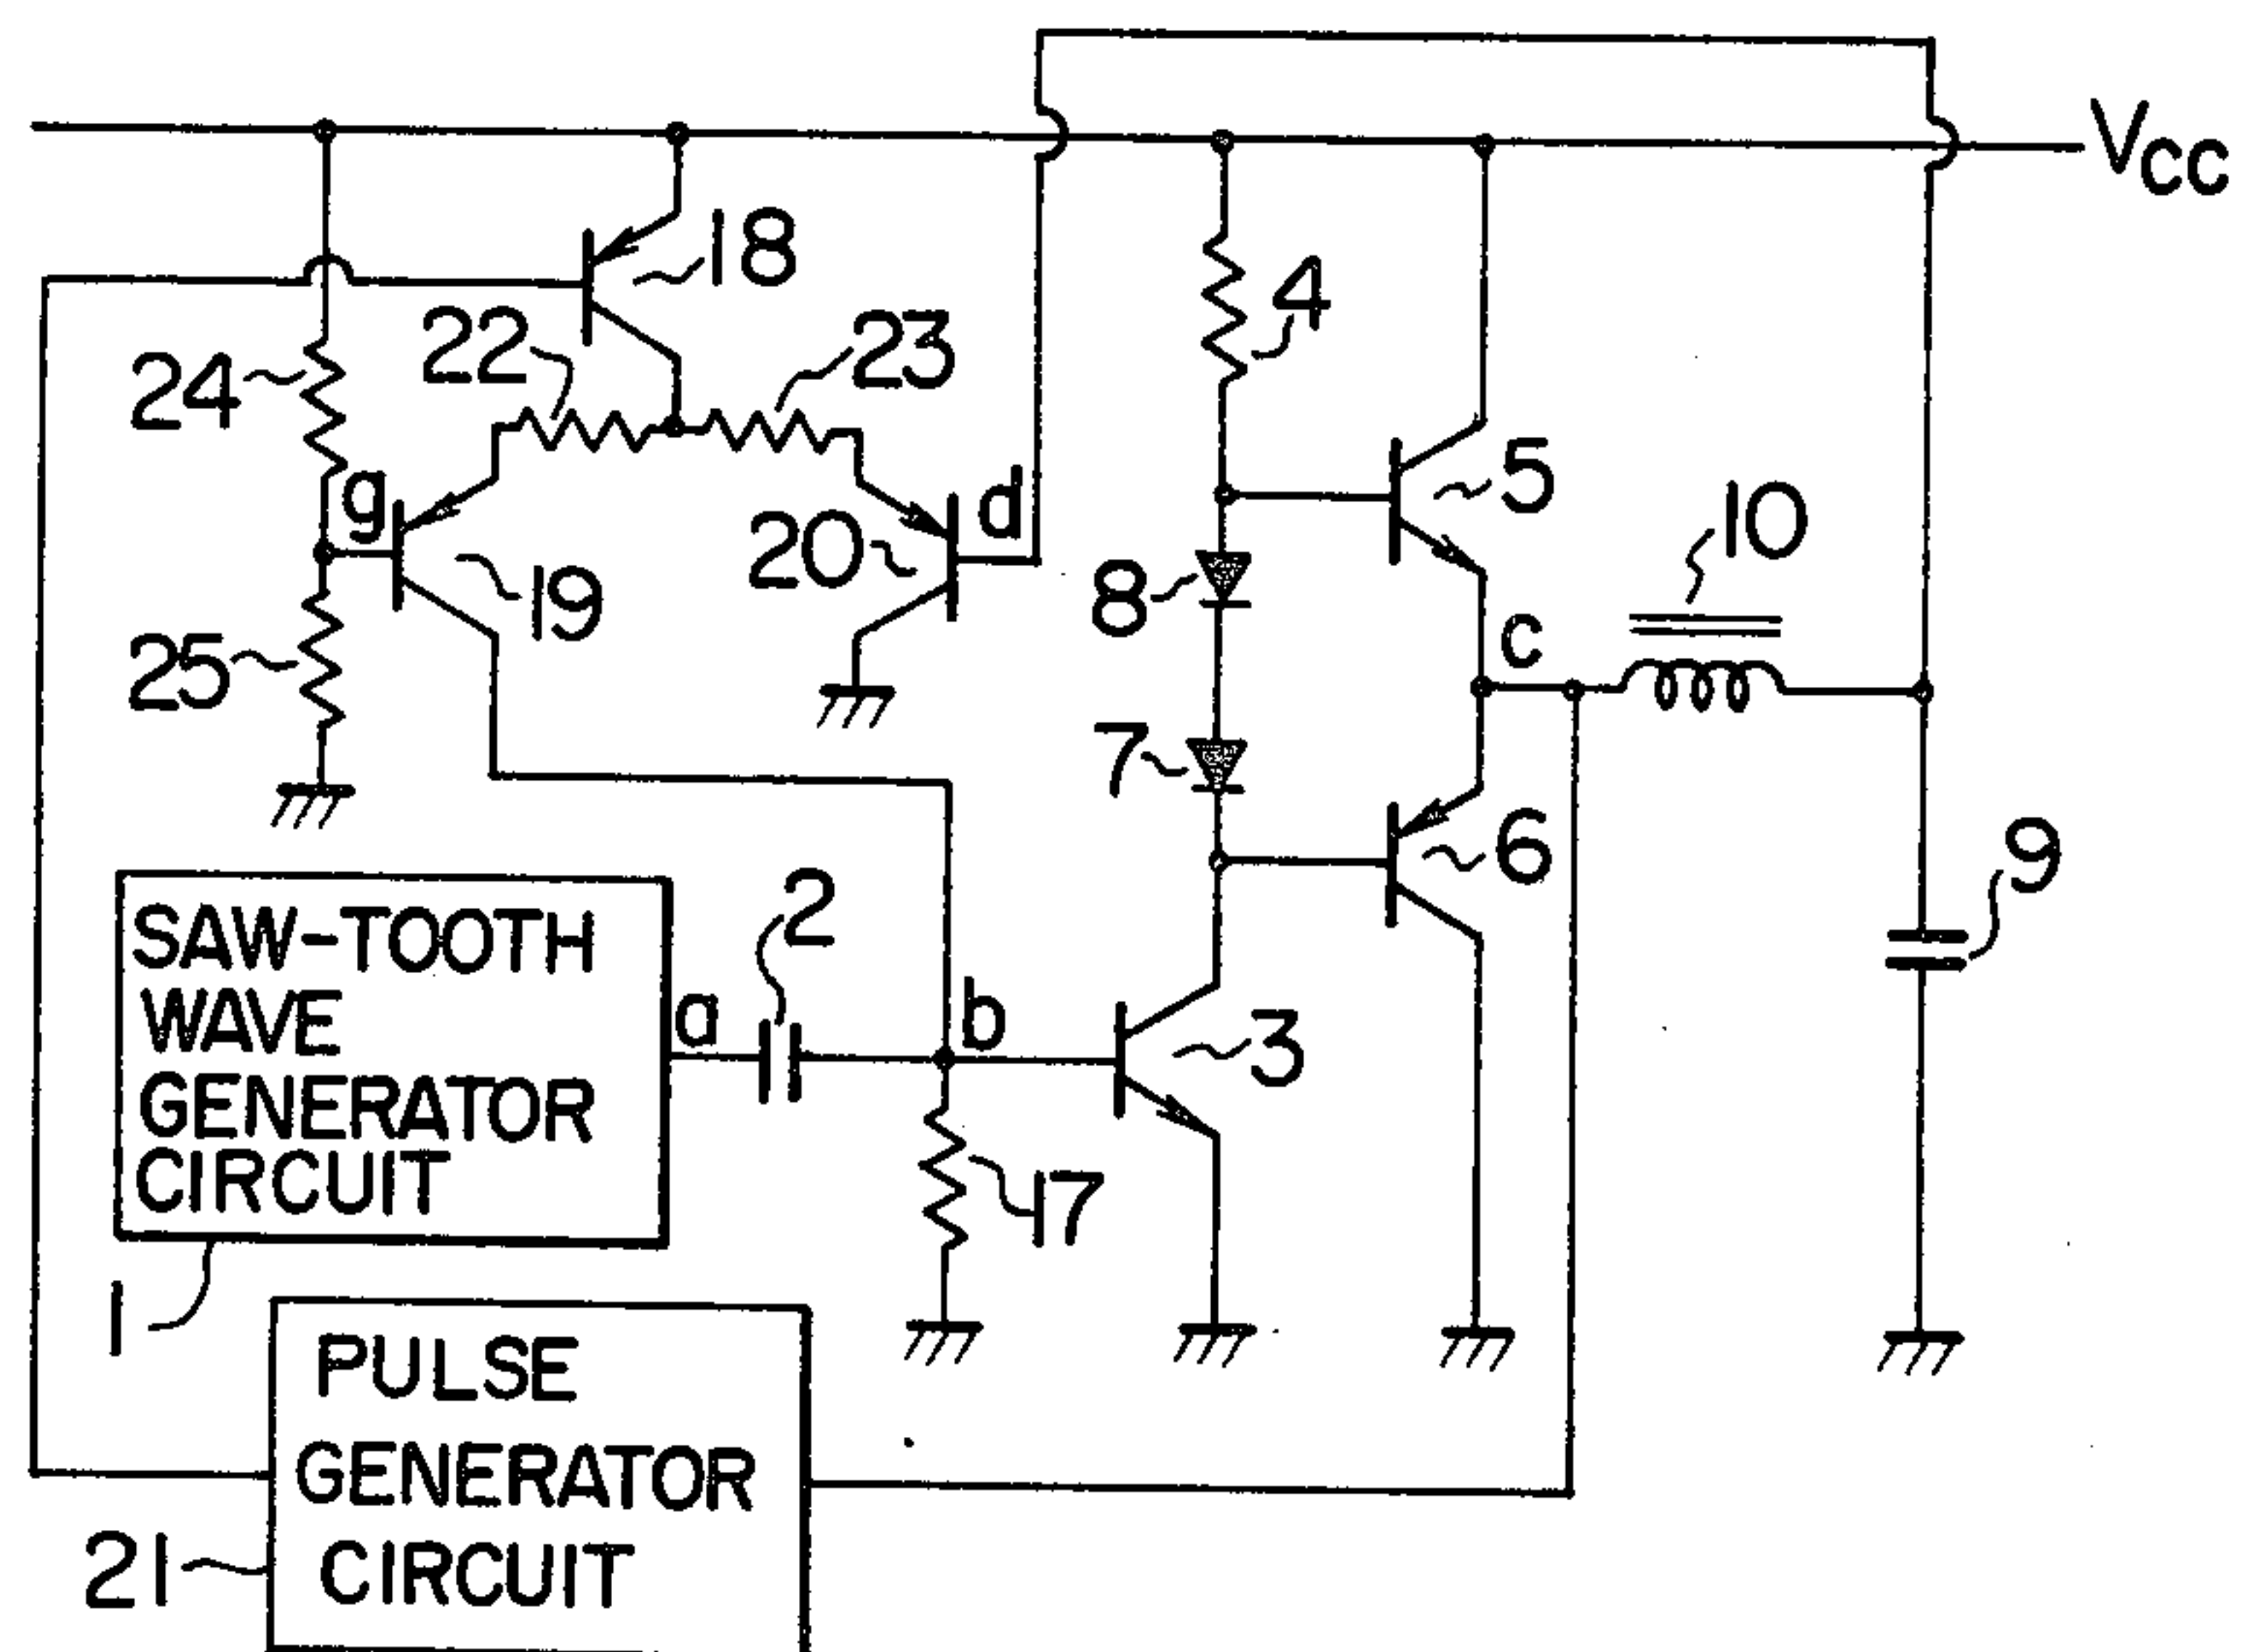 VCC
18
4
22
23
24
g
d
5
10
20
19
8
c
25
7
6
9
2
SAW-TOOTH
WAVE
GENERATOR
CIRCUIT
a
b
3
17
1
PULSE
GENERATOR
CIRCUIT
21